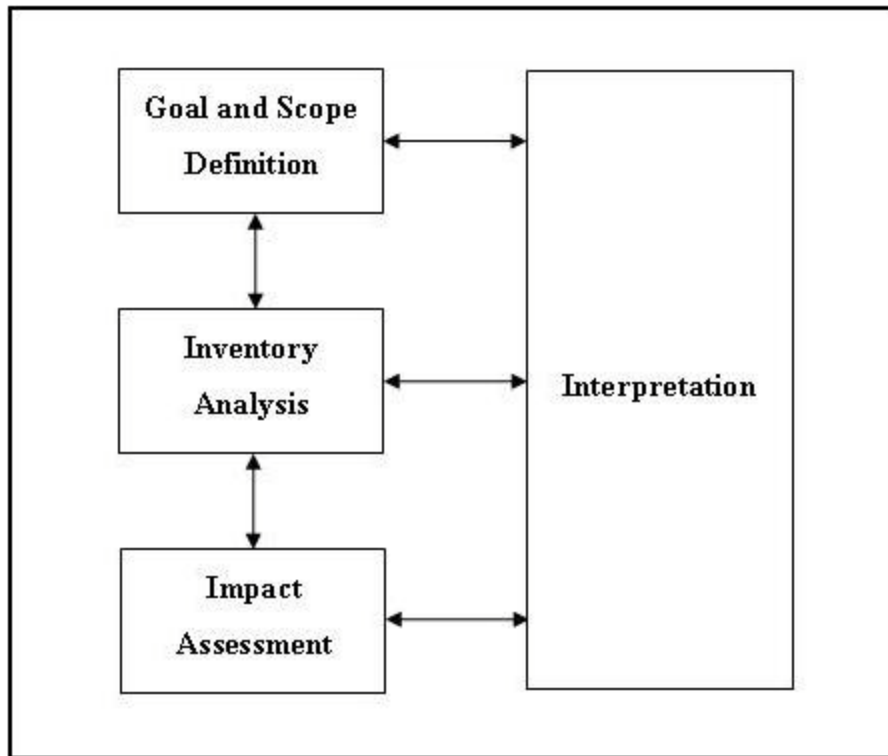 Goal and Scope
Definition
Inventory
Analysis
Interpretation
Impact
Assessment